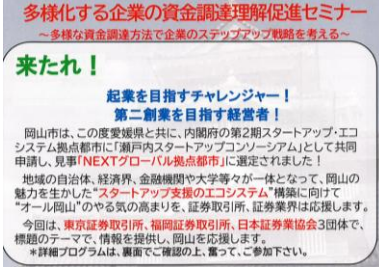 多様化する企業の資金調達理解促進セミナー
～多様な資金調達方法で企業のステップアップ戦略を考える～
来たれ！
起業を目指すチャレンジャー！
第二創業を目指す経営者！
岡山市は、この度愛媛県と共に、内閣府の第2期スタートアップ・エコ
システム拠点都市に「瀬戸内スタートアップコンソーシアム」として共同
申請し、見事「NEXTグローバル拠点都市」に選定されました！
地域の自治体、経済界、金融機関や大学等々が一体となって、岡山の
魅力を生かした“スタートアップ支援のエコシステム”構築に向けて
“オール岡山”のやる気の高まりを、証券取引所、証券業界は応援します。
今回は、東京証券取引所、福岡証券取引所、日本証券業協会3団体で、
標題のテーマで、情報を提供し、岡山を応援します。
＊詳細プログラムは、裏面でご確認の上、奮って、ご参加下さい。